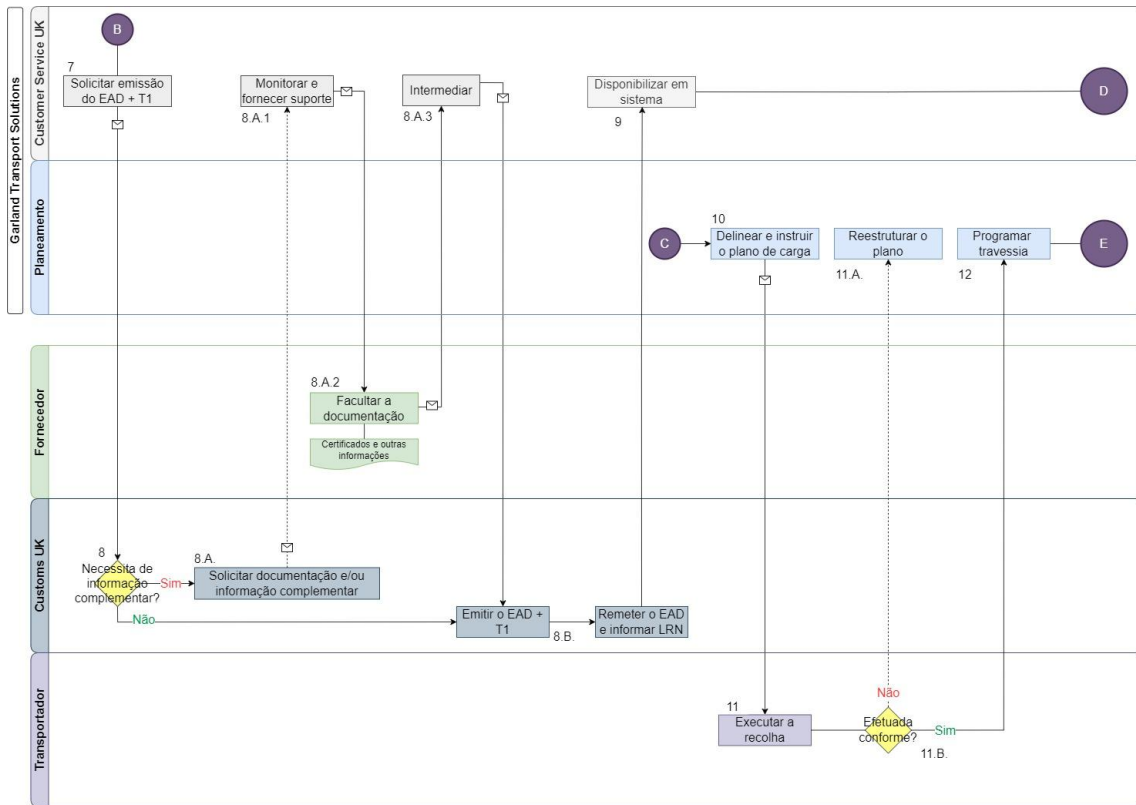 Garland Transport Solutions
Customer Service UK
B
7
Solicitar emissão
do EAD + T1
Monitorar e
fornecer suporte
8.A.1
Intermediar
8.A.3
Disponibilizar em
sistema
9
D
Planeamento
C
10
Delinear e instruir
o plano de carga
Reestruturar o
plano
11.A.
Programar
travessia
12
E
Fornecedor
8.A.2
Facultar a
documentação
Certificados e outras
informações
Customs UK
8
Necessita de
informação
complementar?
Sim
Não
8.A.
Solicitar documentação e/ou
informação complementar
Emitir o EAD +
T1
8.B.
Remeter o EAD
e informar LRN
Transportador
11
Executar a
recolha
Não
Efetuada
conforme?
Sim
11.B.